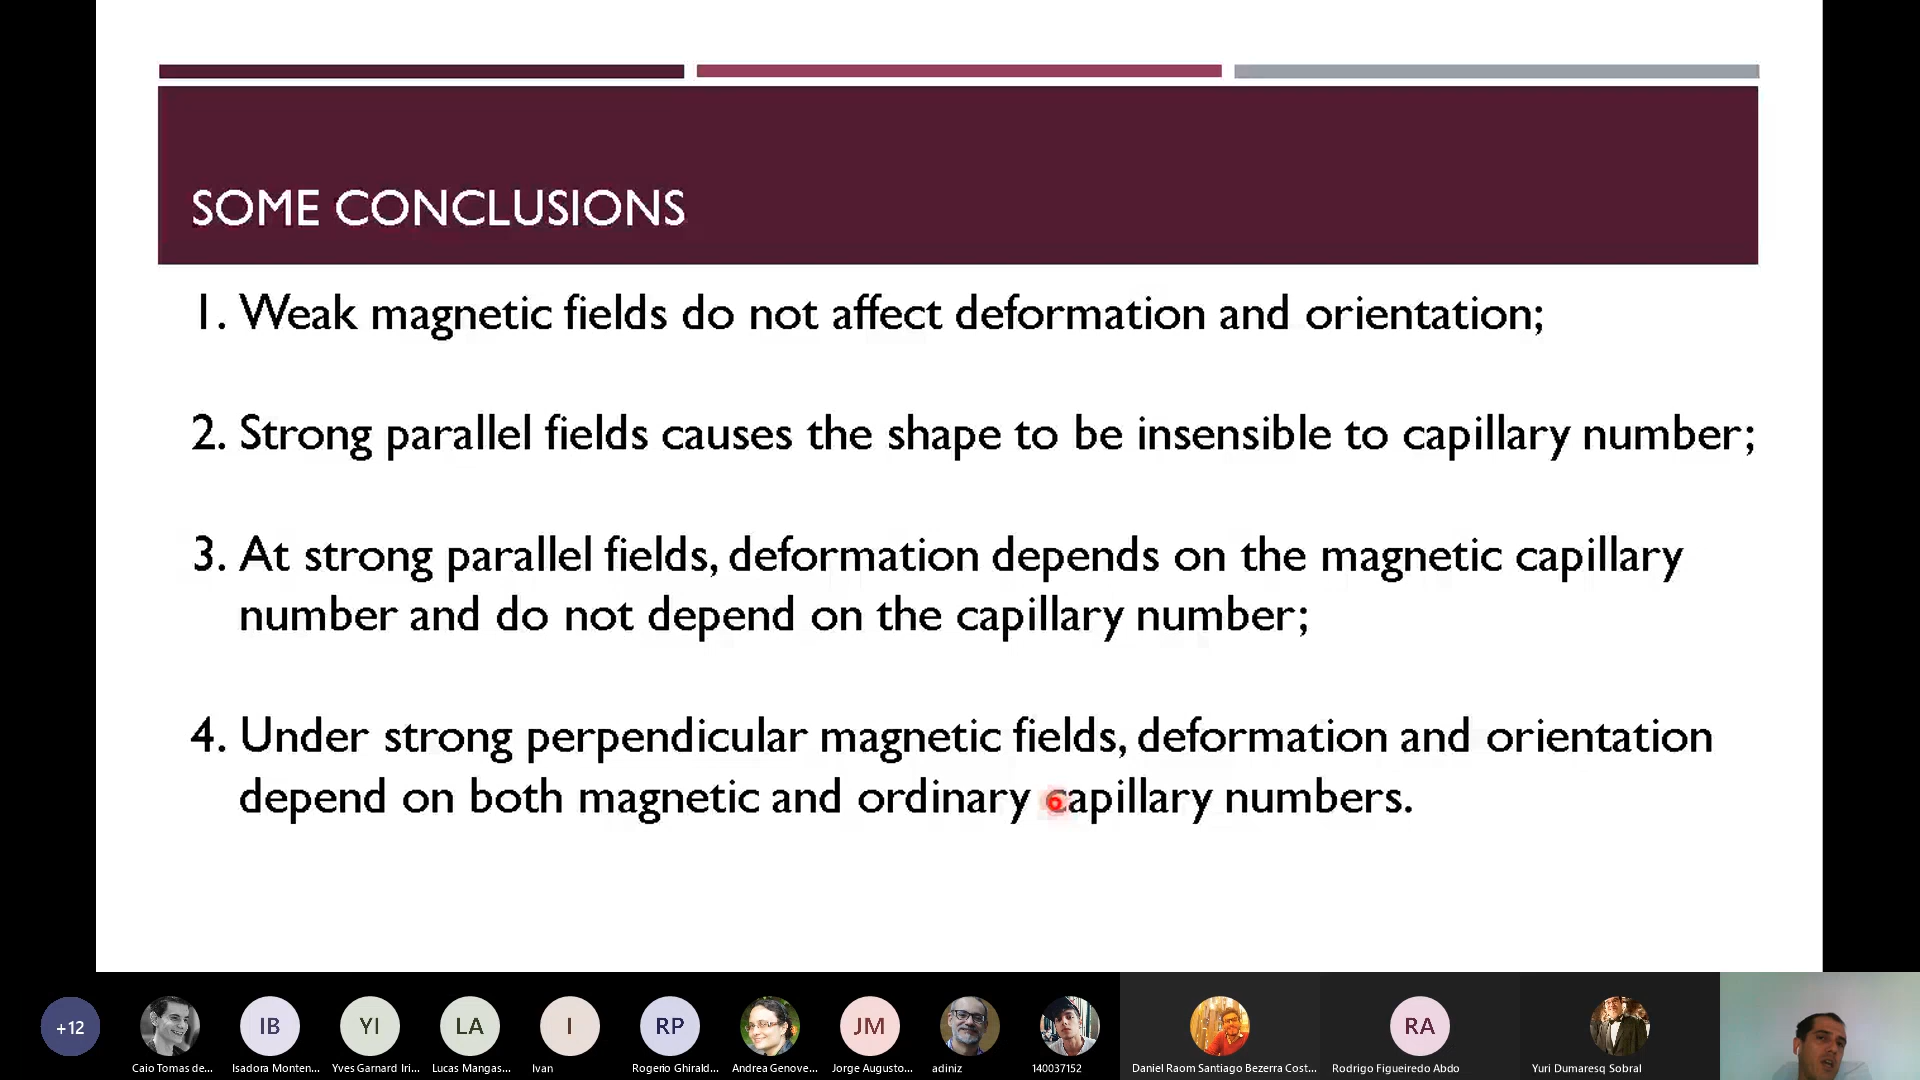 SOME CONCLUSIONS
1. Weak magnetic fields do not affect deformation and orientation;
2. Strong parallel fields causes the shape to be insensible to capillary number;
3. At strong parallel fields, deformation depends on the magnetic capillary
number and do not depend on the capillary number;
4. Under strong perpendicular magnetic fields, deformation and orientation
depend on both magnetic and ordinary capillary numbers.
+12
IB
YI
LA
I
RP
JM
RA
Caio Tomas de...
Isadora Monten...
Yves Garnard Iri...
Lucas Mangas...
Ivan
Rogerio Ghirald...
Andrea Genove...
Jorge Augusto...
adiniz
140037152
Daniel Raom Santiago Bezerra Cost...
Rodrigo Figueiredo Abdo
Yuri Dumaresq Sobral